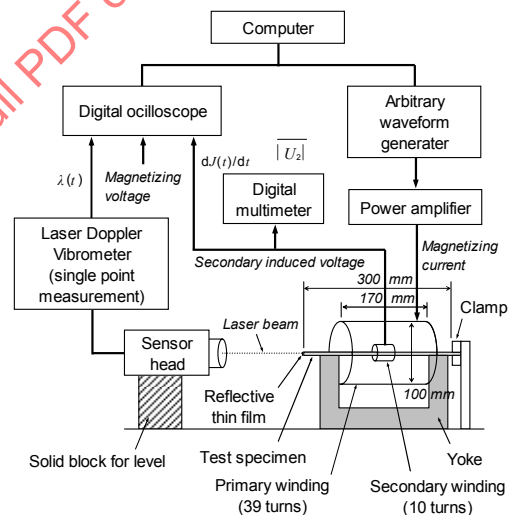 Computer
Digital ocilloscope
Arbitrary
waveform
generater
λ(t)
Magnetizing
voltage
dJ(t)/dt
|U₂|
Digital
multimeter
Power amplifier
Laser Doppler
Vibrometer
(single point
measurement)
Secondary induced voltage
Magnetizing
current
300 mm
170 mm
Clamp
Sensor
head
Laser beam
100 mm
Reflective
thin film
Solid block for level
Test specimen
Yoke
Primary winding
(39 turns)
Secondary winding
(10 turns)